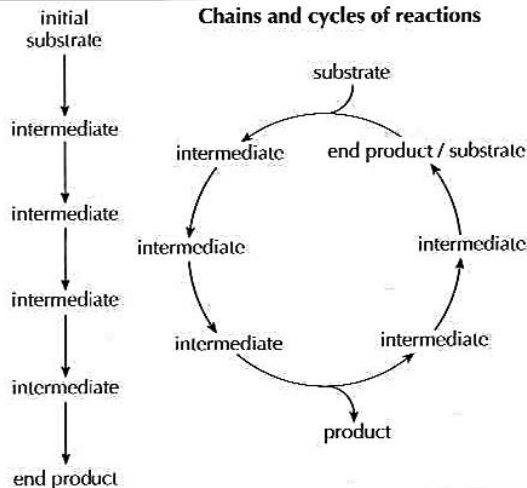 Chains and cycles of reactions
initial
substrate
intermediate
intermediate
intermediate
intermediate
end product
substrate
intermediate
end product / substrate
intermediate
intermediate
intermediate
intermediate
product